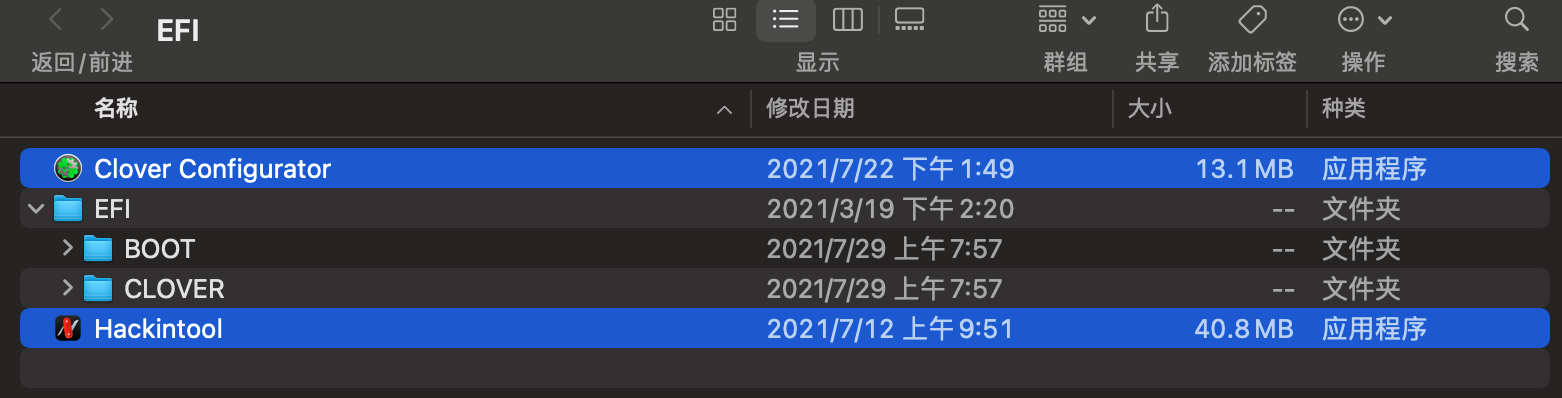 EFI
返回/前进
显示
群组
共享
添加标签
操作
搜索
名称 修改日期 大小 种类
Clover Configurator 2021/7/22 下午 1:49 13.1 MB 应用程序
EFI 2021/3/19 下午 2:20 -- 文件夹
BOOT 2021/7/29 上午 7:57 -- 文件夹
CLOVER 2021/7/29 上午 7:57 -- 文件夹
Hackintool 2021/7/12 上午 9:51 40.8 MB 应用程序